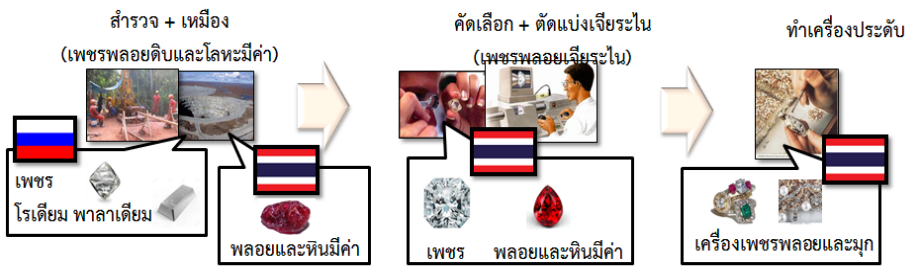 สำรวจ + เหมือง
(เพชรพลอยดิบและโลหะมีค่า)
คัดเลือก + ตัดแบ่งเจียระไน
(เพชรพลอยเจียระไน)
ทำเครื่องประดับ
เพชร
โรเดียม พาลาเดียม
พลอยและหินมีค่า
เพชร
พลอยและหินมีค่า
เครื่องเพชรพลอยและมุก